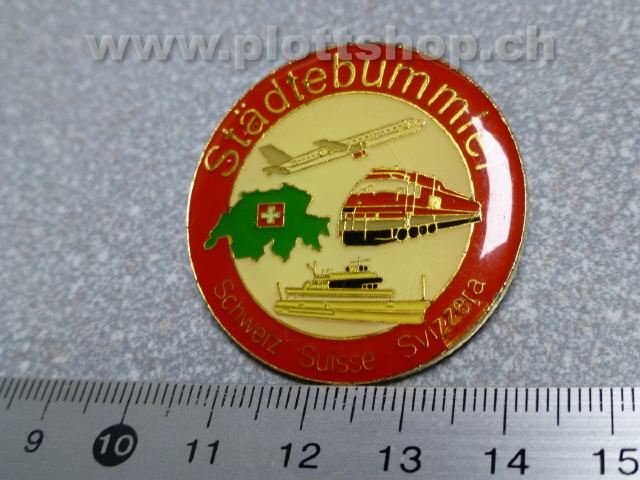 www.plottshop.ch
Städtebummler
Schweiz Suisse Svizzera
9 10 11 12 13 14 15